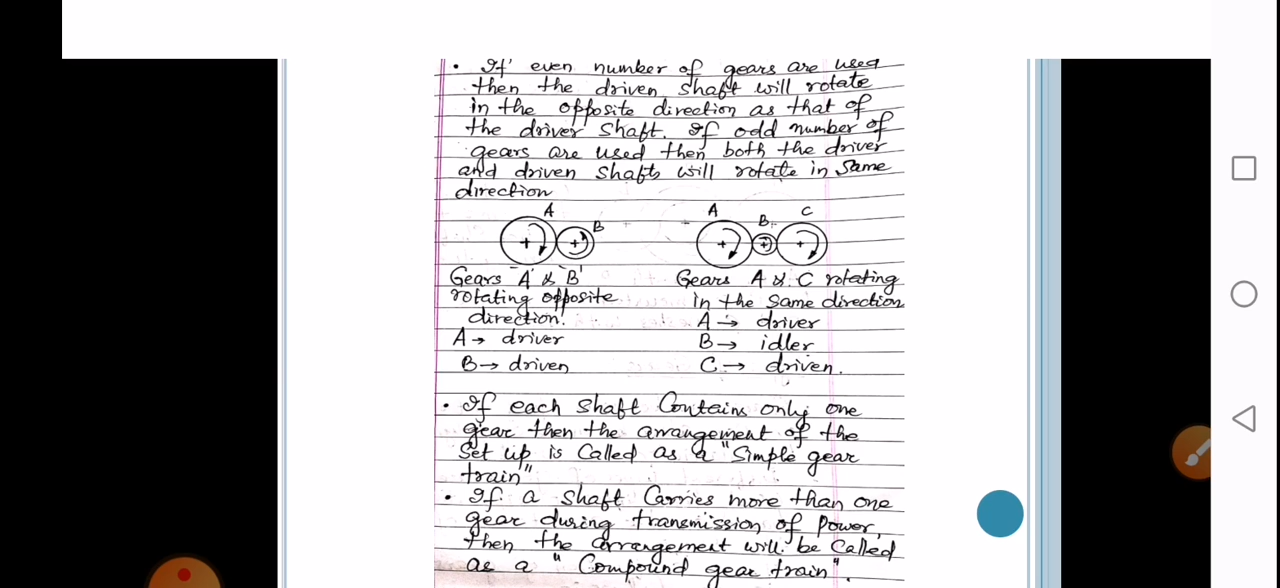 • If even number of gears are used
then the driven shaft will rotate
in the opposite direction as that of
the driver shaft. If odd number of
gears are used then both the driver
and driven shafts will rotate in same
direction
A
B
A
B
C
Gears 'A' & 'B'
rotating opposite
direction.
A → driver
B → driven
Gears A & C rotating
in the same direction
A → driver
B → idler
C → driven.
• If each shaft Contains only one
gear then the arrangement of the
Set up is Called as a "Simple gear
train"
• If a shaft Carries more than one
gear during transmission of Power,
then the arrangement will be Called
as a "Compound gear train".